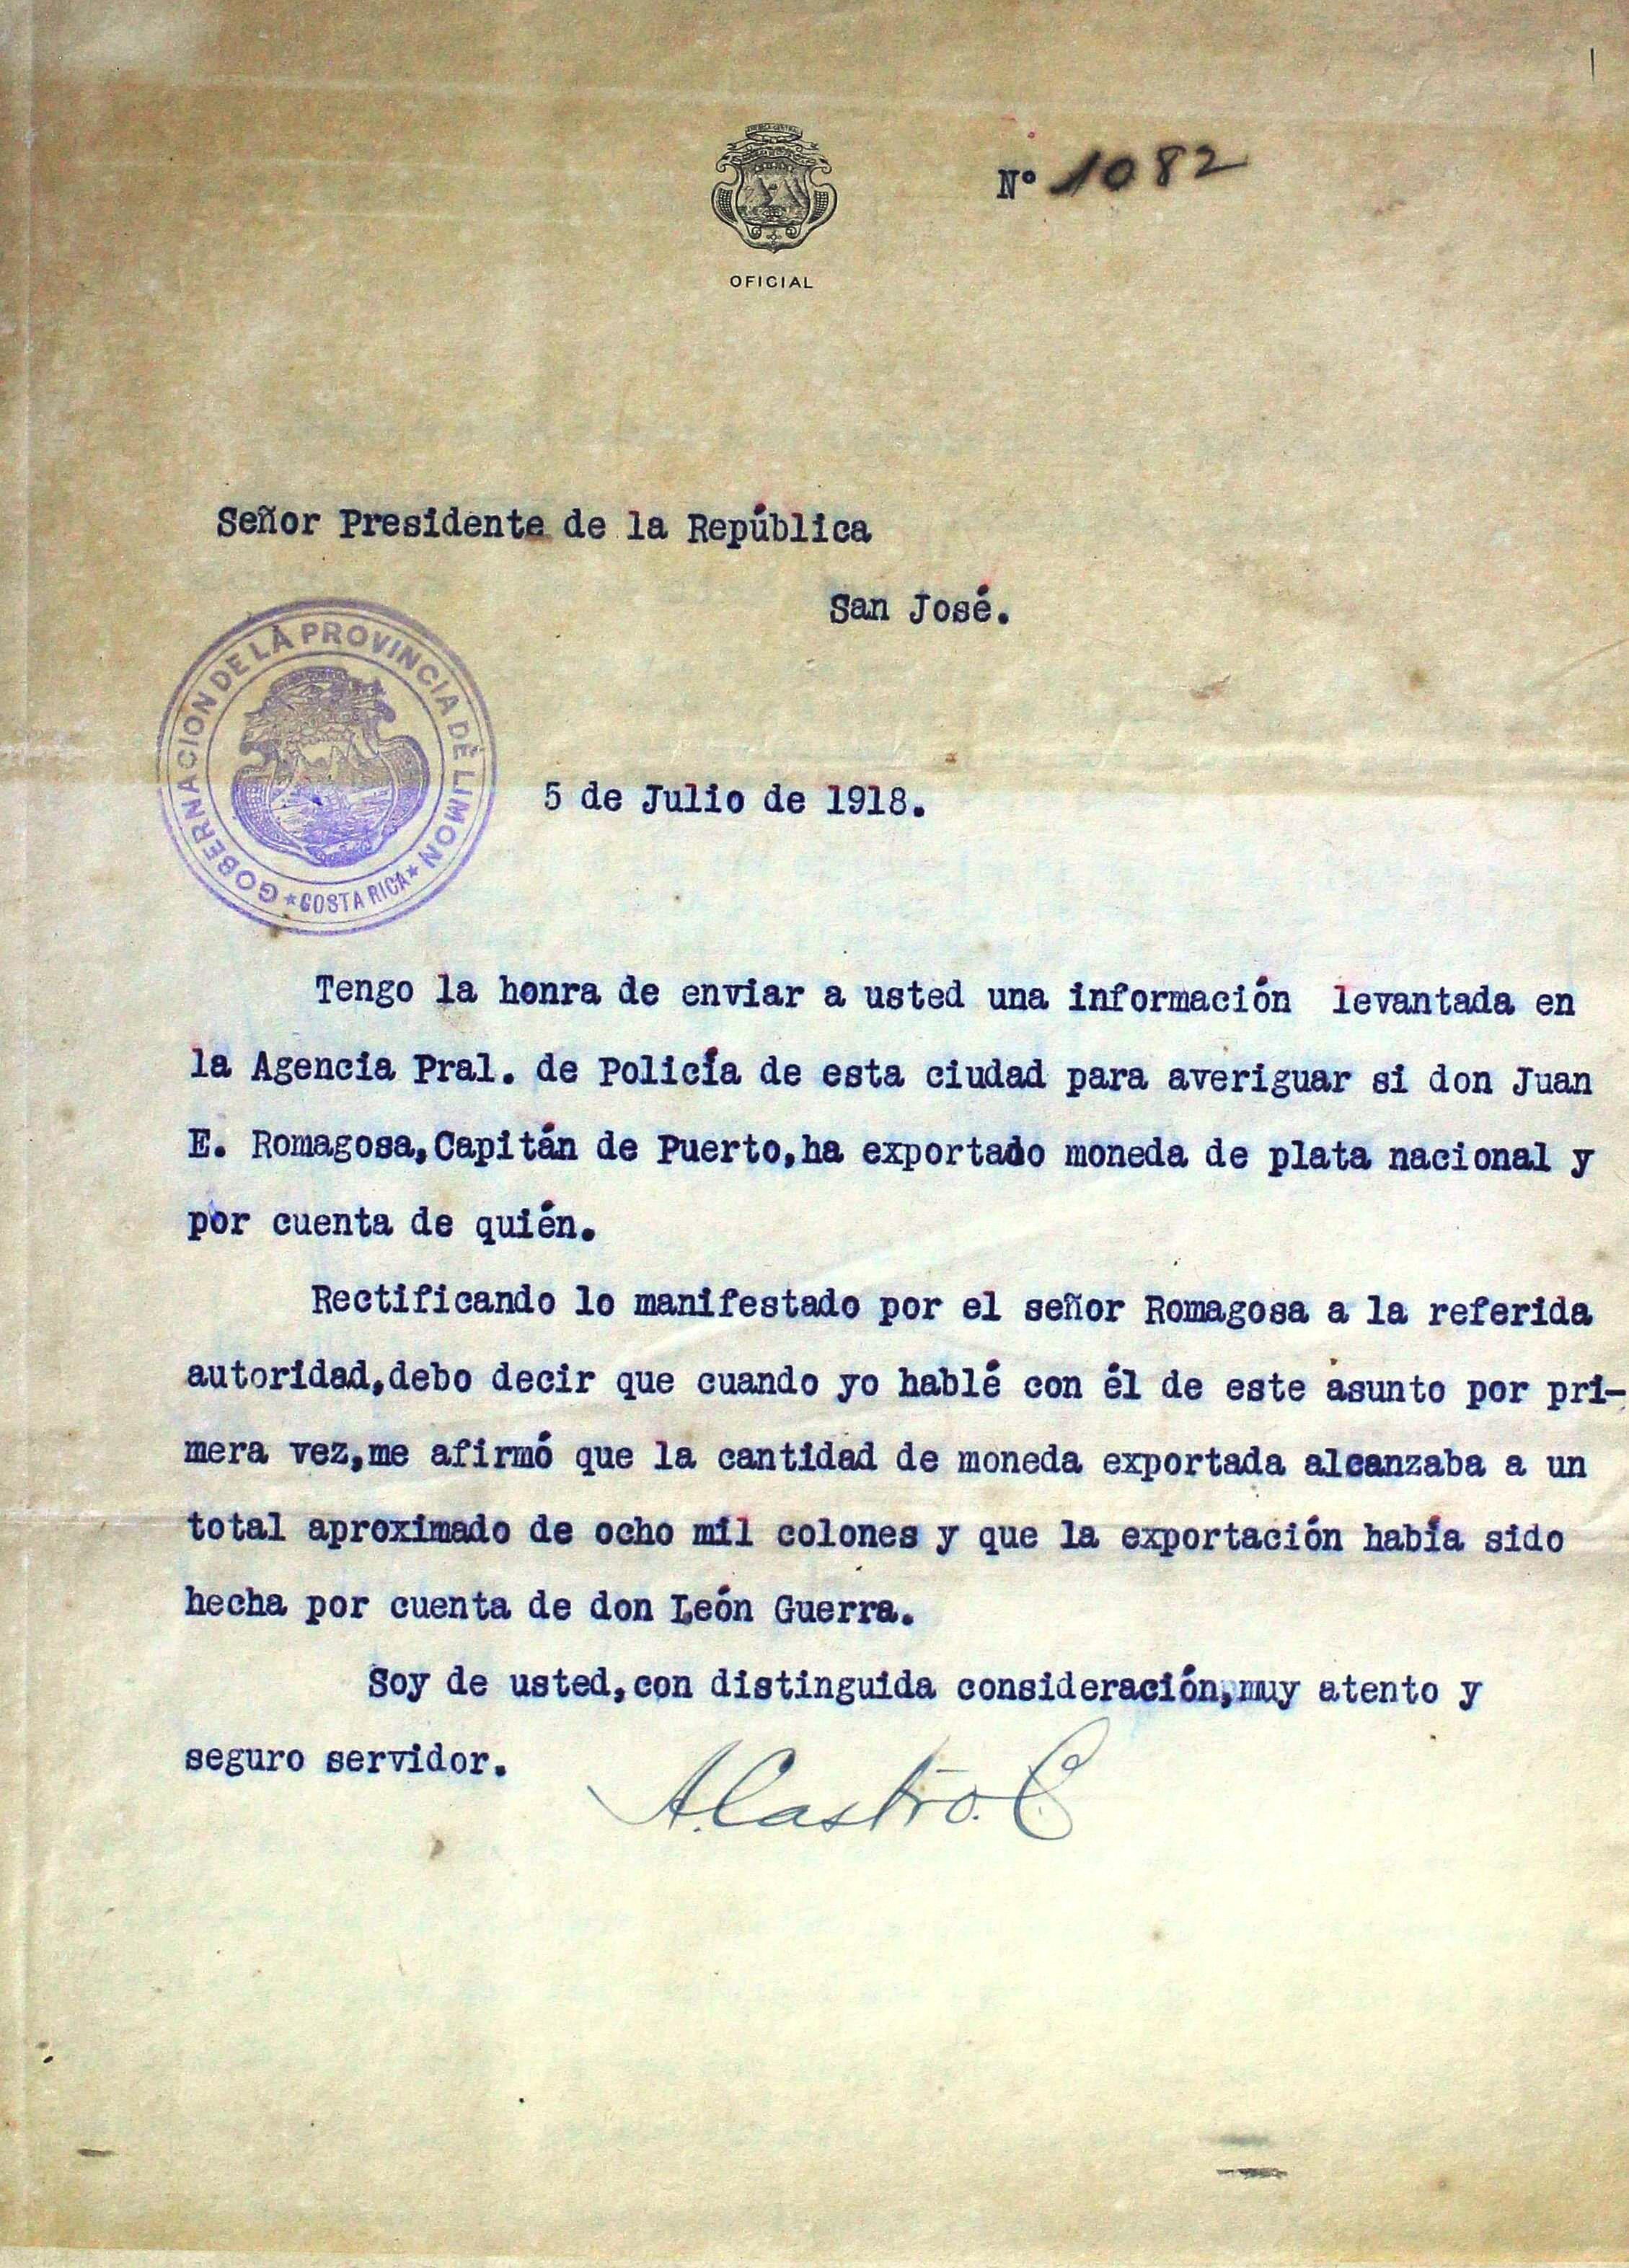 Nº 1082
OFICIAL
Señor Presidente de la República
San José.
GOBERNACION DE LA PROVINCIA DE LIMON
*COSTA RICA*
5 de Julio de 1918.
Tengo la honra de enviar a usted una información levantada en
la Agencia Pral. de Policía de esta ciudad para averiguar si don Juan
E. Romagosa,Capitán de Puerto,ha exportado moneda de plata nacional y
por cuenta de quién.
Rectificando lo manifestado por el señor Romagosa a la referida
autoridad,debo decir que cuando yo hablé con él de este asunto por pri-
mera vez,me afirmó que la cantidad de moneda exportada alcanzaba a un
total aproximado de ocho mil colones y que la exportación había sido
hecha por cuenta de don León Guerra.
Soy de usted,con distinguida consideración,muy atento y
seguro servidor.
A. Castro. C